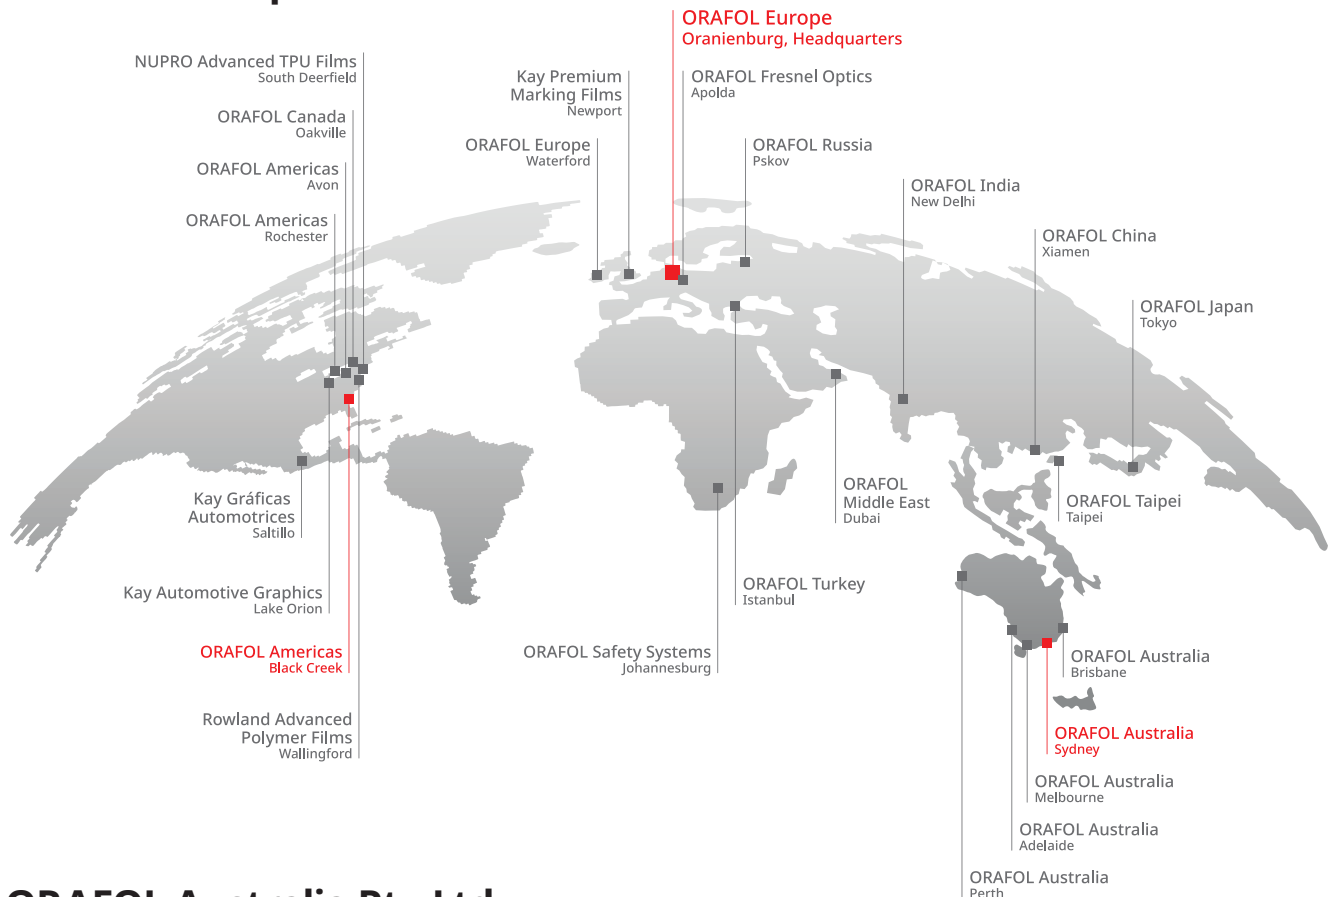 ORAFOL Europe
Oranienburg, Headquarters
NUPRO Advanced TPU Films
South Deerfield
Kay Premium
Marking Films
Newport
ORAFOL Fresnel Optics
Apolda
ORAFOL Canada
Oakville
ORAFOL Europe
Waterford
ORAFOL Russia
Pskov
ORAFOL Americas
Avon
ORAFOL India
New Delhi
ORAFOL Americas
Rochester
ORAFOL China
Xiamen
ORAFOL Japan
Tokyo
Kay Gráficas
Automotrices
Saltillo
ORAFOL
Middle East
Dubai
ORAFOL Taipei
Taipei
Kay Automotive Graphics
Lake Orion
ORAFOL Turkey
Istanbul
ORAFOL Americas
Black Creek
ORAFOL Safety Systems
Johannesburg
ORAFOL Australia
Brisbane
Rowland Advanced
Polymer Films
Wallingford
ORAFOL Australia
Sydney
ORAFOL Australia
Melbourne
ORAFOL Australia
Adelaide
ORAFOL Australia
Perth
ORAFOL Australia Pty Ltd